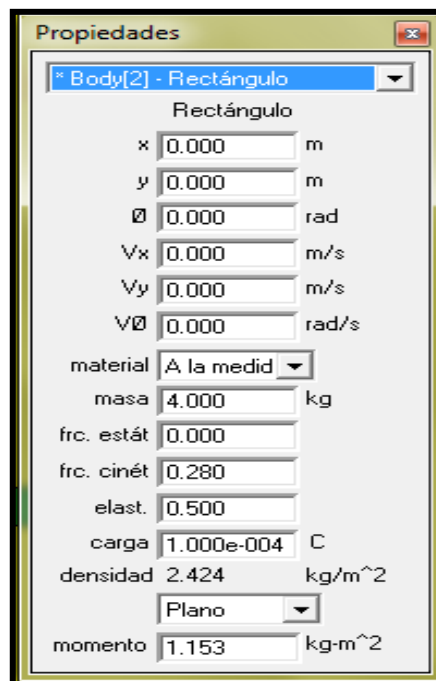 Propiedades
* Body[2] - Rectángulo
Rectángulo
x 0.000 m
y 0.000 m
Ø 0.000 rad
Vx 0.000 m/s
Vy 0.000 m/s
VØ 0.000 rad/s
material A la medid
masa 4.000 kg
frc. estát 0.000
frc. cinét 0.280
elast. 0.500
carga 1.000e-004 C
densidad 2.424 kg/m^2
Plano
momento 1.153 kg-m^2